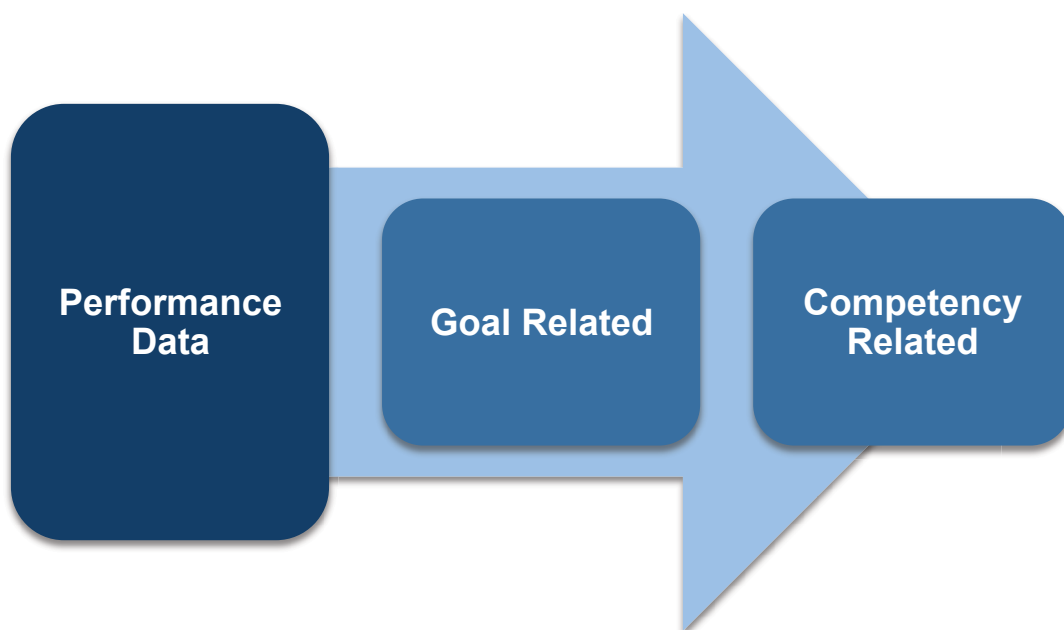 Performance
Data
Goal Related
Competency
Related